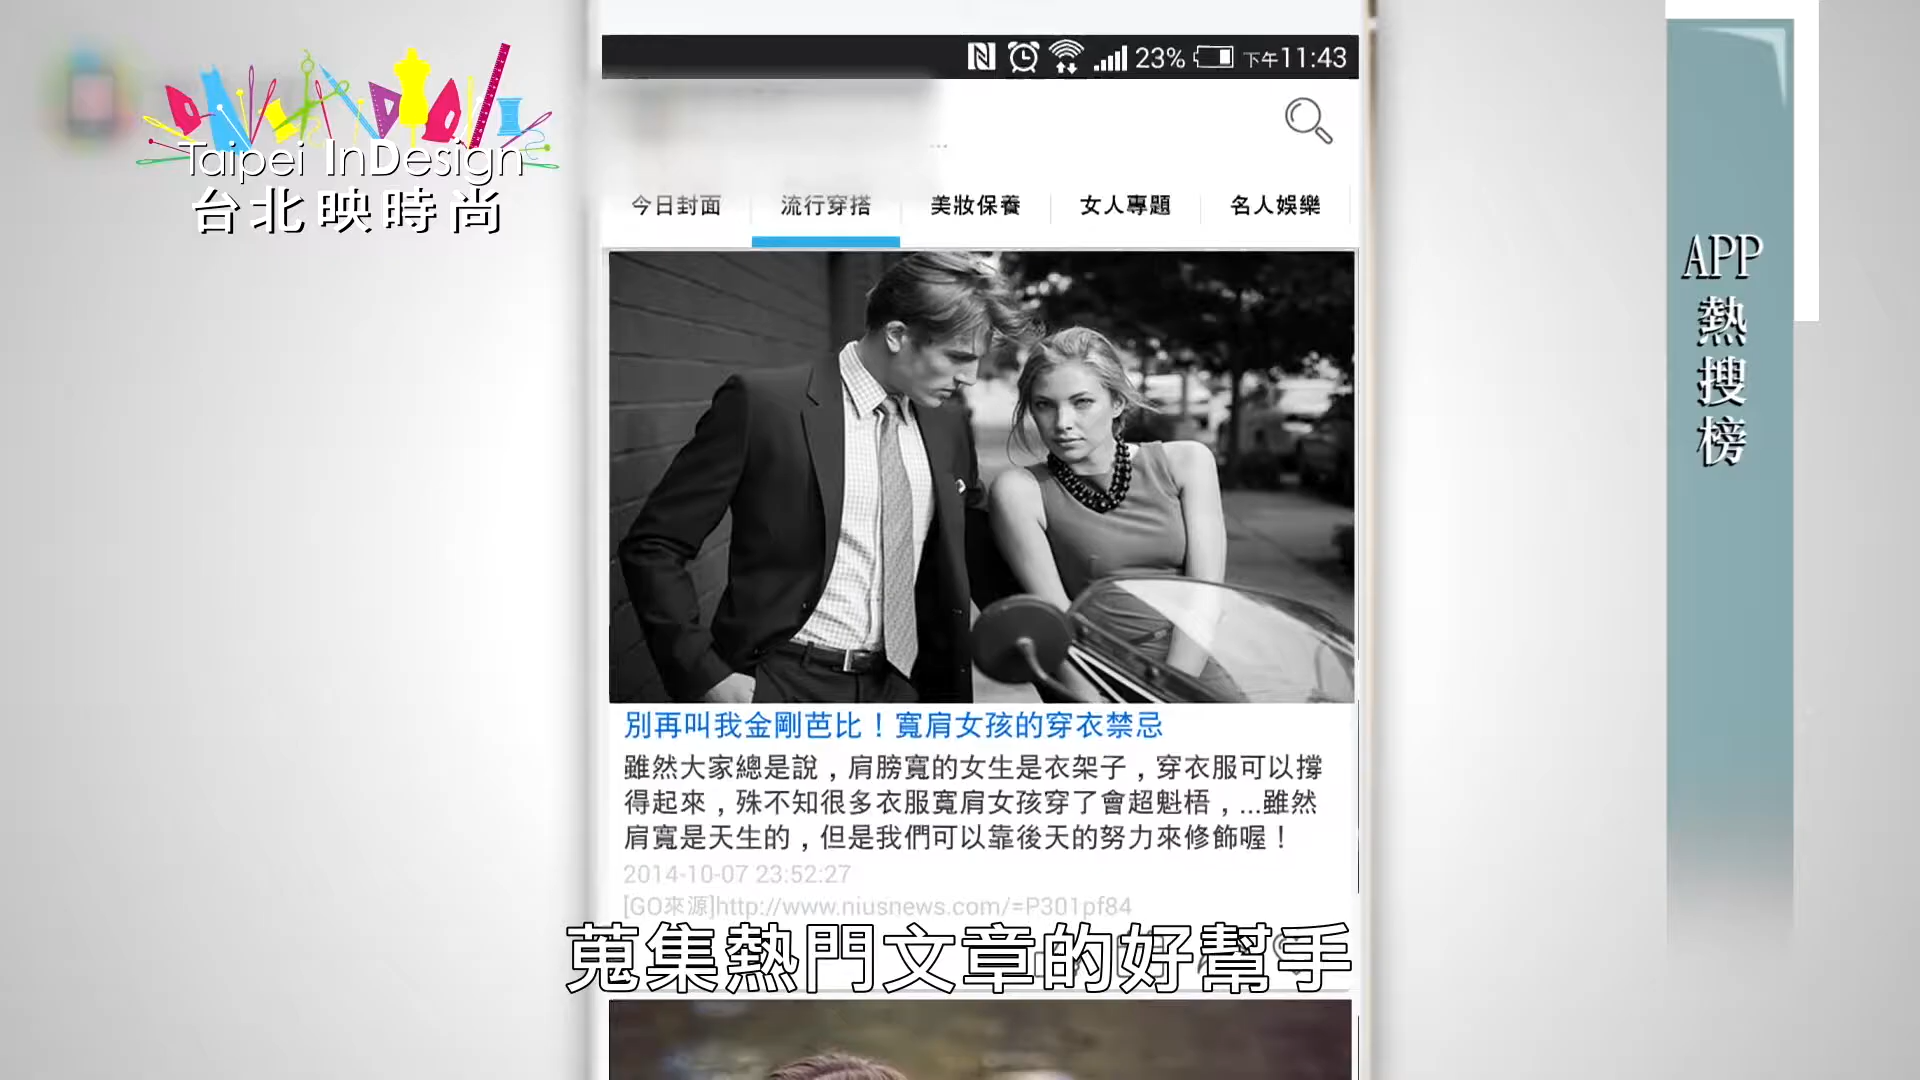 Taipei InDesign
台北映時尚
23% 下午11:43
今日封面 流行穿搭 美妝保養 女人專題 名人娛樂
別再叫我金剛芭比！寬肩女孩的穿衣禁忌
雖然大家總是說，肩膀寬的女生是衣架子，穿衣服可以撐
得起來，殊不知很多衣服寬肩女孩穿了會超魁梧，...雖然
肩寬是天生的，但是我們可以靠後天的努力來修飾喔！
2014-10-07 23:52:27
[GO來源]http://www.niusnews.com/=P301pf84
蒐集熱門文章的好幫手
APP
熱搜榜